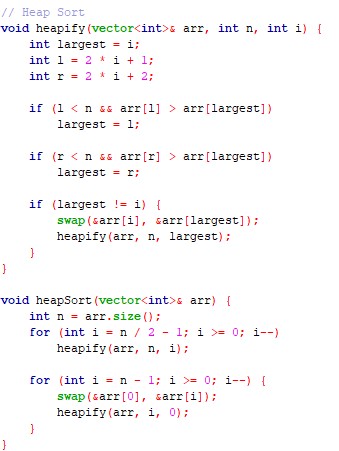 // Heap Sort
void heapify(vector<int>& arr, int n, int i) {
    int largest = i;
    int l = 2 * i + 1;
    int r = 2 * i + 2;

    if (l < n && arr[l] > arr[largest])
        largest = l;

    if (r < n && arr[r] > arr[largest])
        largest = r;

    if (largest != i) {
        swap(&arr[i], &arr[largest]);
        heapify(arr, n, largest);
    }
}

void heapSort(vector<int>& arr) {
    int n = arr.size();
    for (int i = n / 2 - 1; i >= 0; i--)
        heapify(arr, n, i);

    for (int i = n - 1; i >= 0; i--) {
        swap(&arr[0], &arr[i]);
        heapify(arr, i, 0);
    }
}